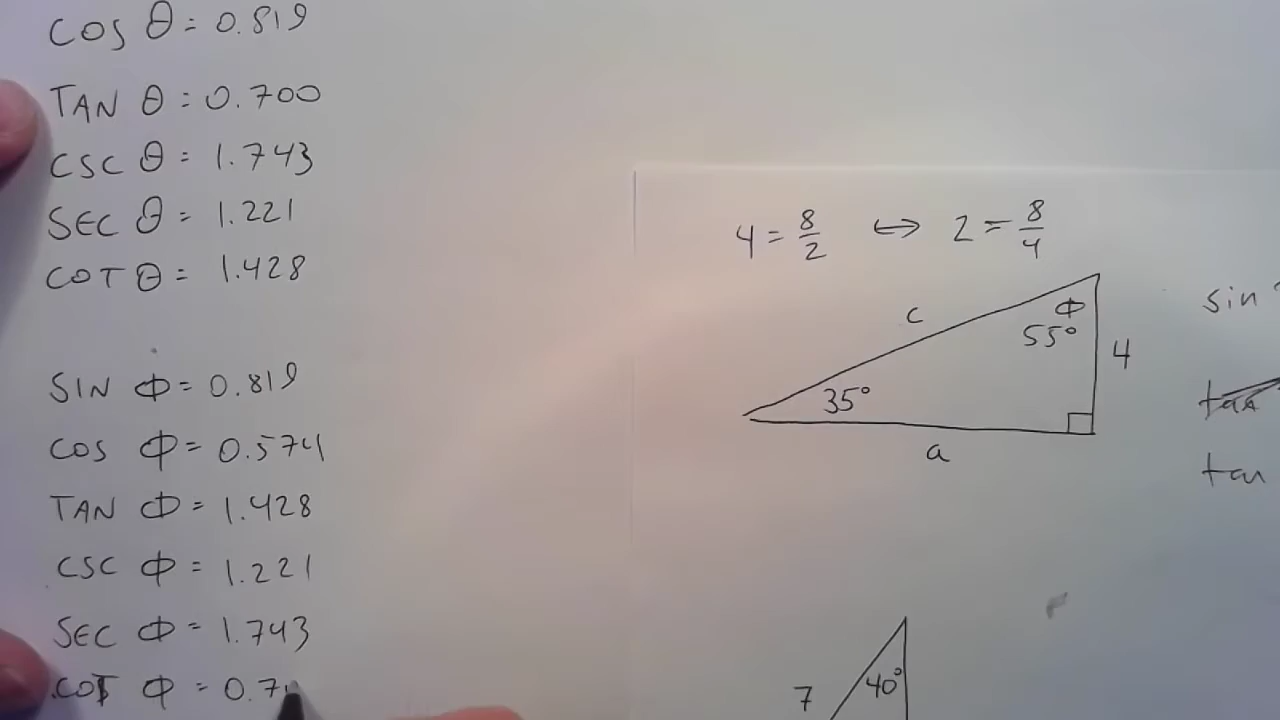 COS θ = 0.819
TAN θ = 0.700
CSC θ = 1.743
SEC θ = 1.221
COT θ = 1.428
SIN Φ = 0.819
COS Φ = 0.574
TAN Φ = 1.428
CSC Φ = 1.221
SEC Φ = 1.743
COT Φ = 0.7
4 = 8/2 ↔ 2 = 8/4
c
Φ
55°
4
35°
a
sin
tan
tan
40°
7